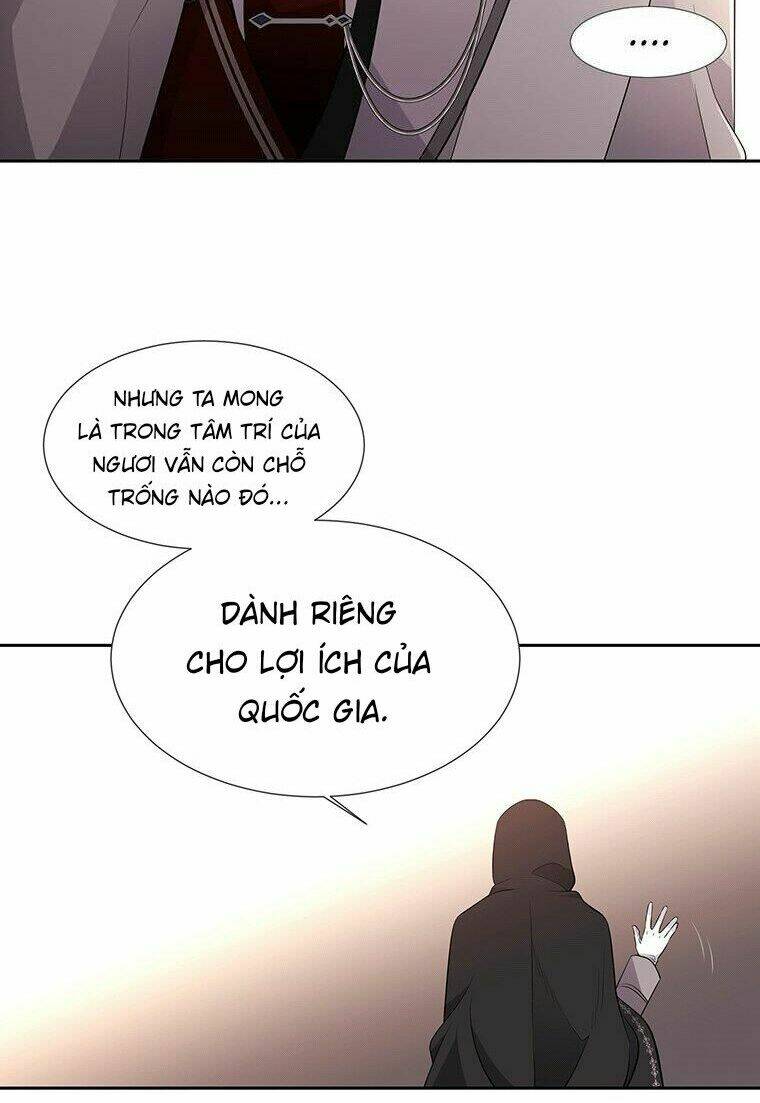 ....
NHƯNG TA MONG
LÀ TRONG TÂM TRÍ CỦA
NGƯƠI VẪN CÒN CHỖ
TRỐNG NÀO ĐÓ...
DÀNH RIÊNG
CHO LỢI ÍCH CỦA
QUỐC GIA.